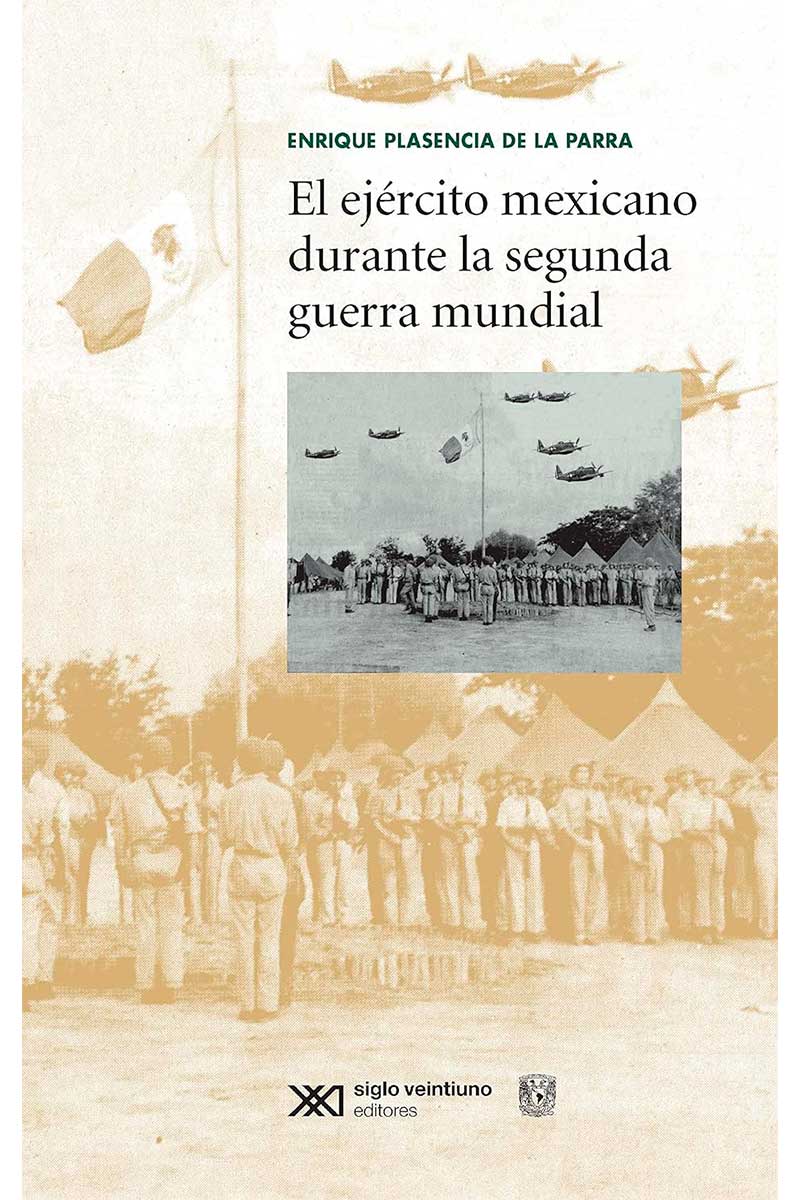 ENRIQUE PLASENCIA DE LA PARRA
El ejército mexicano
durante la segunda
guerra mundial
siglo veintiuno
editores